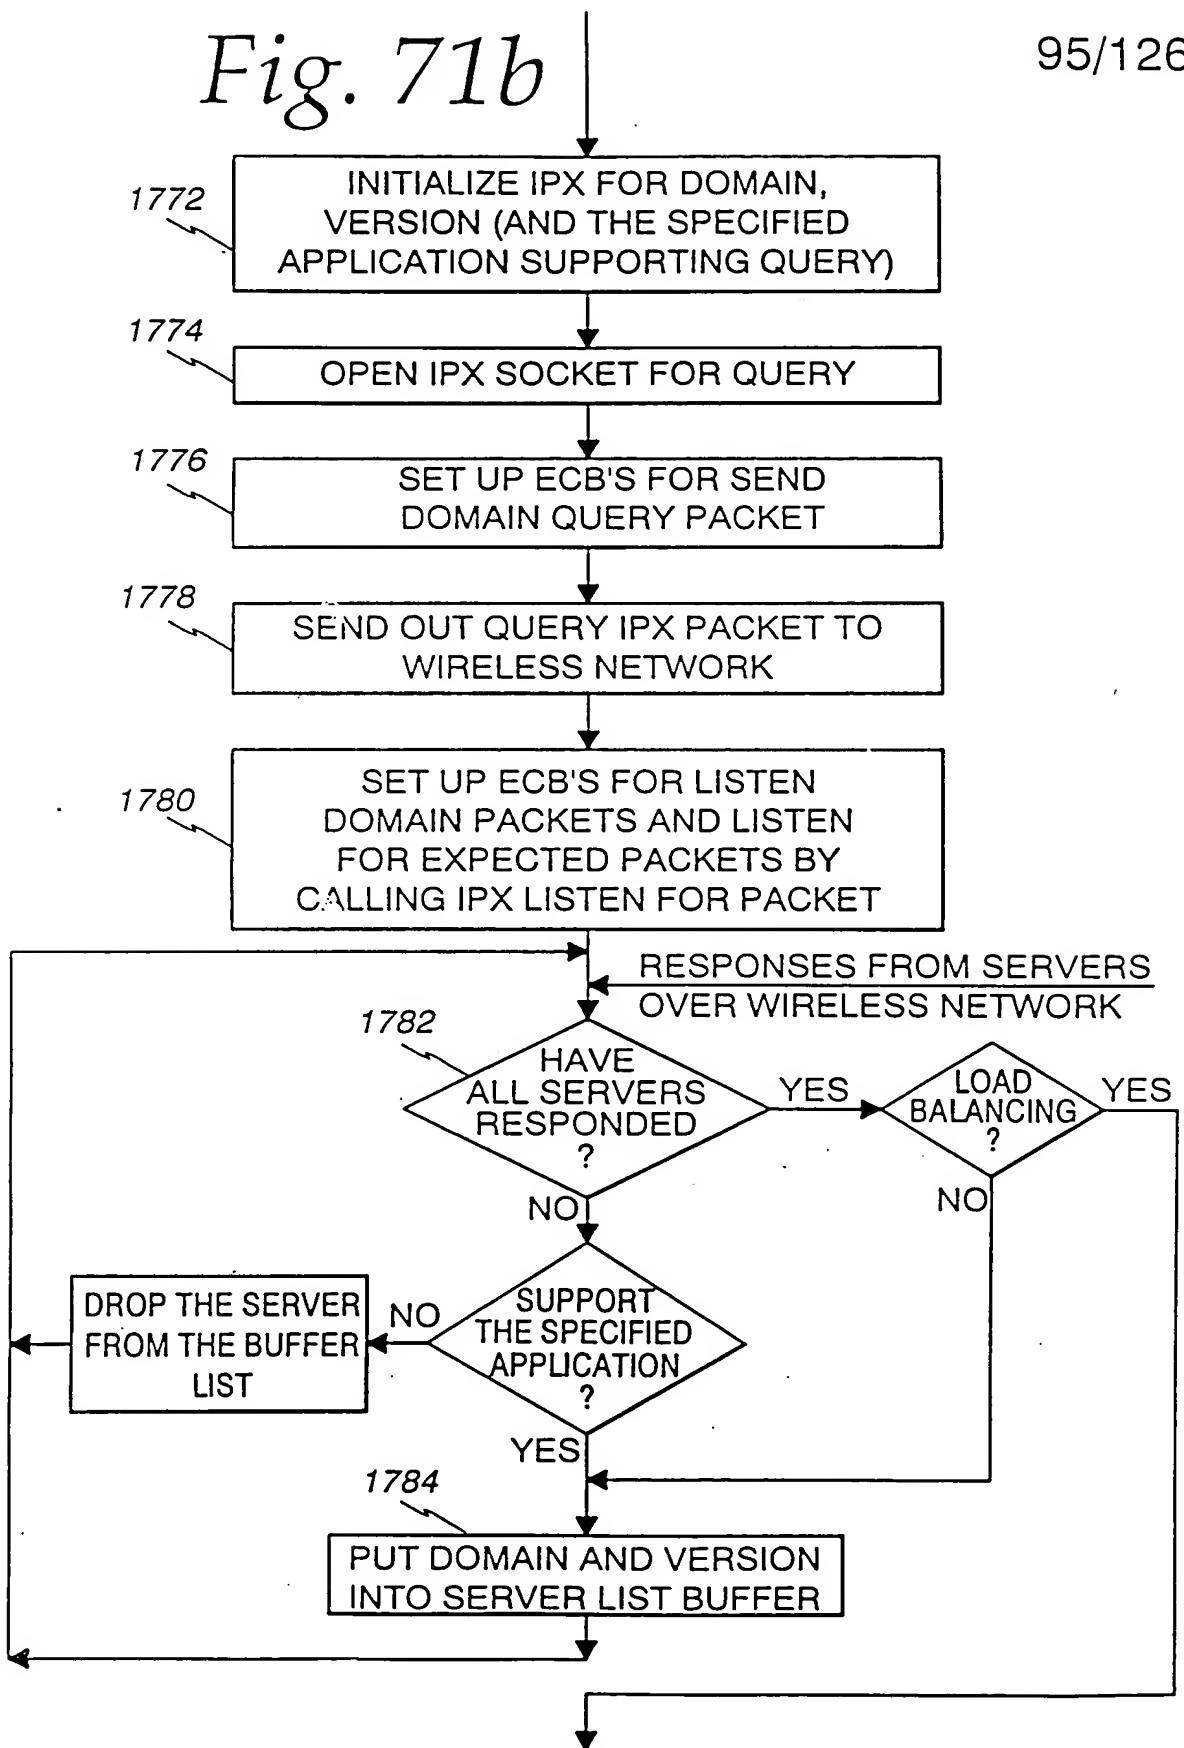 Fig. 71b
95/126
1772
INITIALIZE IPX FOR DOMAIN,
VERSION (AND THE SPECIFIED
APPLICATION SUPPORTING QUERY)
1774
OPEN IPX SOCKET FOR QUERY
1776
SET UP ECB'S FOR SEND
DOMAIN QUERY PACKET
1778
SEND OUT QUERY IPX PACKET TO
WIRELESS NETWORK
1780
SET UP ECB'S FOR LISTEN
DOMAIN PACKETS AND LISTEN
FOR EXPECTED PACKETS BY
CALLING IPX LISTEN FOR PACKET
RESPONSES FROM SERVERS
OVER WIRELESS NETWORK
1782
HAVE
ALL SERVERS
RESPONDED
?
YES
LOAD
BALANCING
?
YES
NO
NO
SUPPORT
THE SPECIFIED
APPLICATION
?
NO
DROP THE SERVER
FROM THE BUFFER
LIST
YES
1784
PUT DOMAIN AND VERSION
INTO SERVER LIST BUFFER